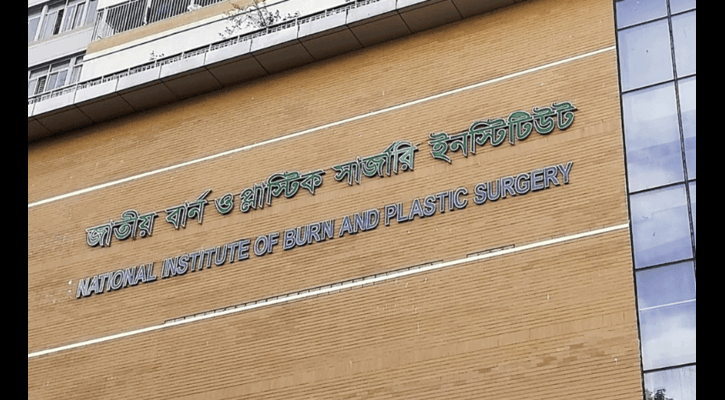 জাতীয় বার্ন ও প্লাস্টিক সার্জারি ইনস্টিটিউট
NATIONAL INSTITUTE OF BURN AND PLASTIC SURGERY